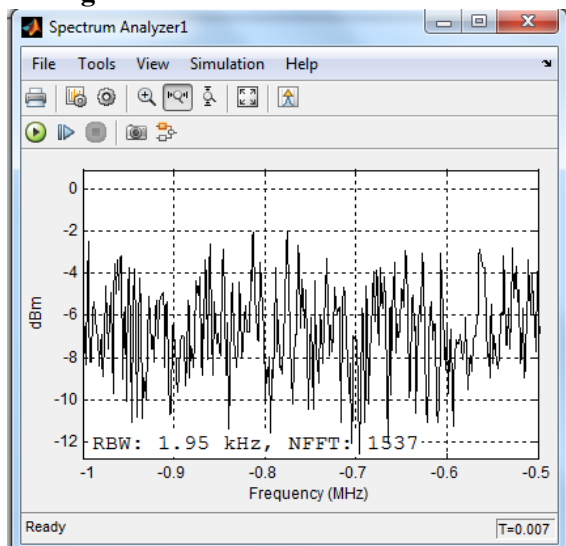 Spectrum Analyzer1
File Tools View Simulation Help
dBm
0
-2
-4
-6
-8
-10
-12
RBW: 1.95 kHz, NFFT: 1537
-1 -0.9 -0.8 -0.7 -0.6 -0.5
Frequency (MHz)
Ready T=0.007